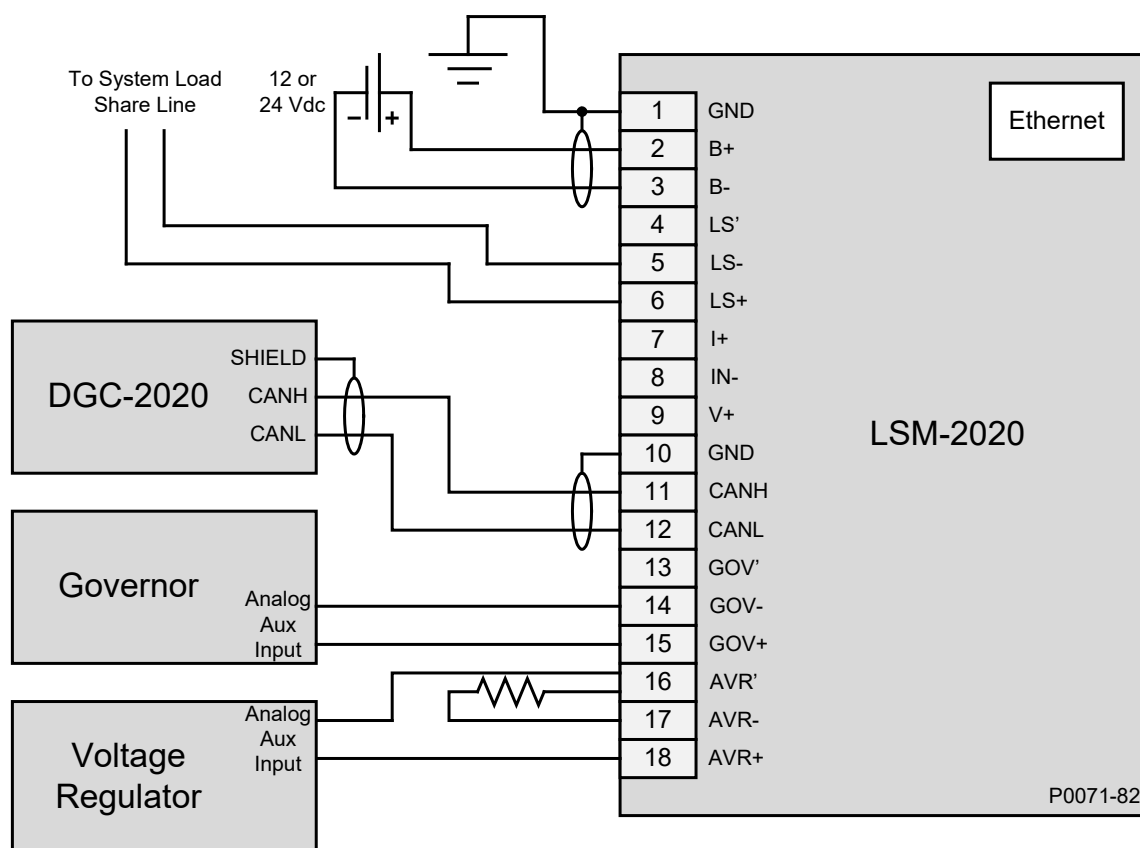 To System Load
Share Line
12 or
24 Vdc
−
+
1 GND
2 B+
3 B-
4 LS'
5 LS-
6 LS+
7 I+
8 IN-
9 V+
10 GND
11 CANH
12 CANL
13 GOV'
14 GOV-
15 GOV+
16 AVR'
17 AVR-
18 AVR+
Ethernet
LSM-2020
P0071-82
DGC-2020
SHIELD
CANH
CANL
Governor
Analog
Aux
Input
Voltage
Regulator
Analog
Aux
Input